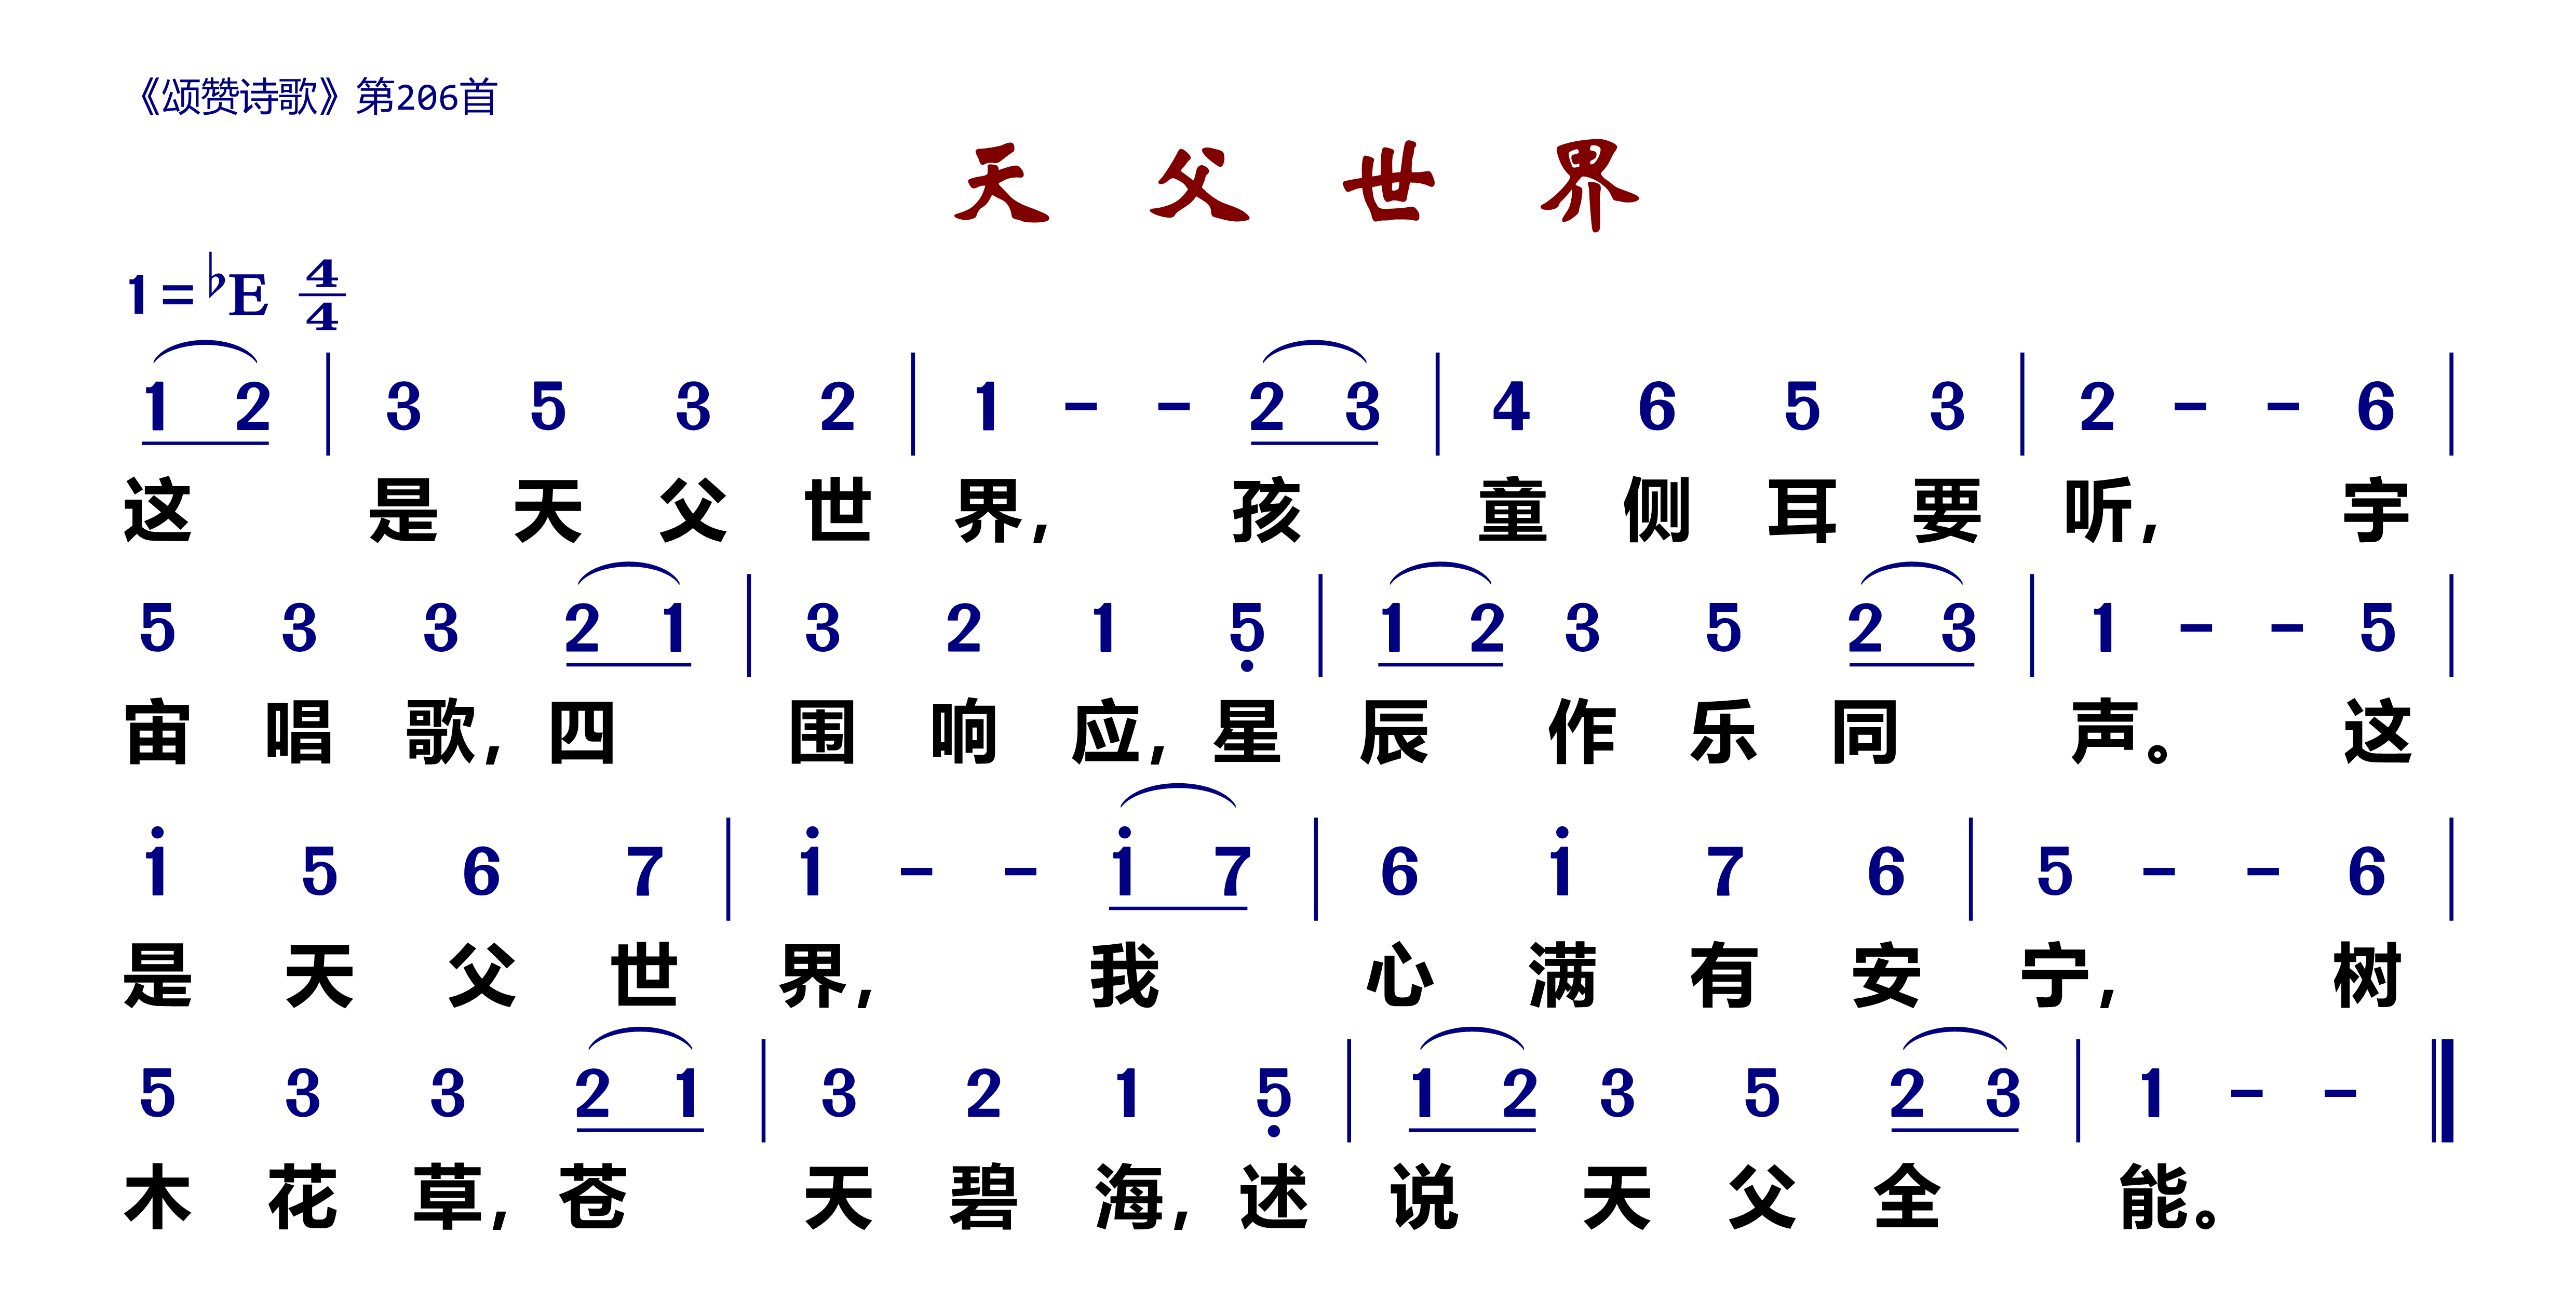 《颂赞诗歌》第206首
天父世界
1=♭E 4/4
1 2 | 3 5 3 2 | 1 - - 2 3 | 4 6 5 3 | 2 - - 6 |
这 是 天 父 世 界, 孩 童 侧 耳 要 听, 宇
5 3 3 2 1 | 3 2 1 5̣ | 1 2 3 5 2 3 | 1 - - 5 |
宙 唱 歌, 四 围 响 应, 星 辰 作 乐 同 声。 这
1̇ 5 6 7 | 1̇ - - 1̇ 7 | 6 1̇ 7 6 | 5 - - 6 |
是 天 父 世 界, 我 心 满 有 安 宁, 树
5 3 3 2 1 | 3 2 1 5̣ | 1 2 3 5 2 3 | 1 - - ‖
木 花 草, 苍 天 碧 海, 述 说 天 父 全 能。